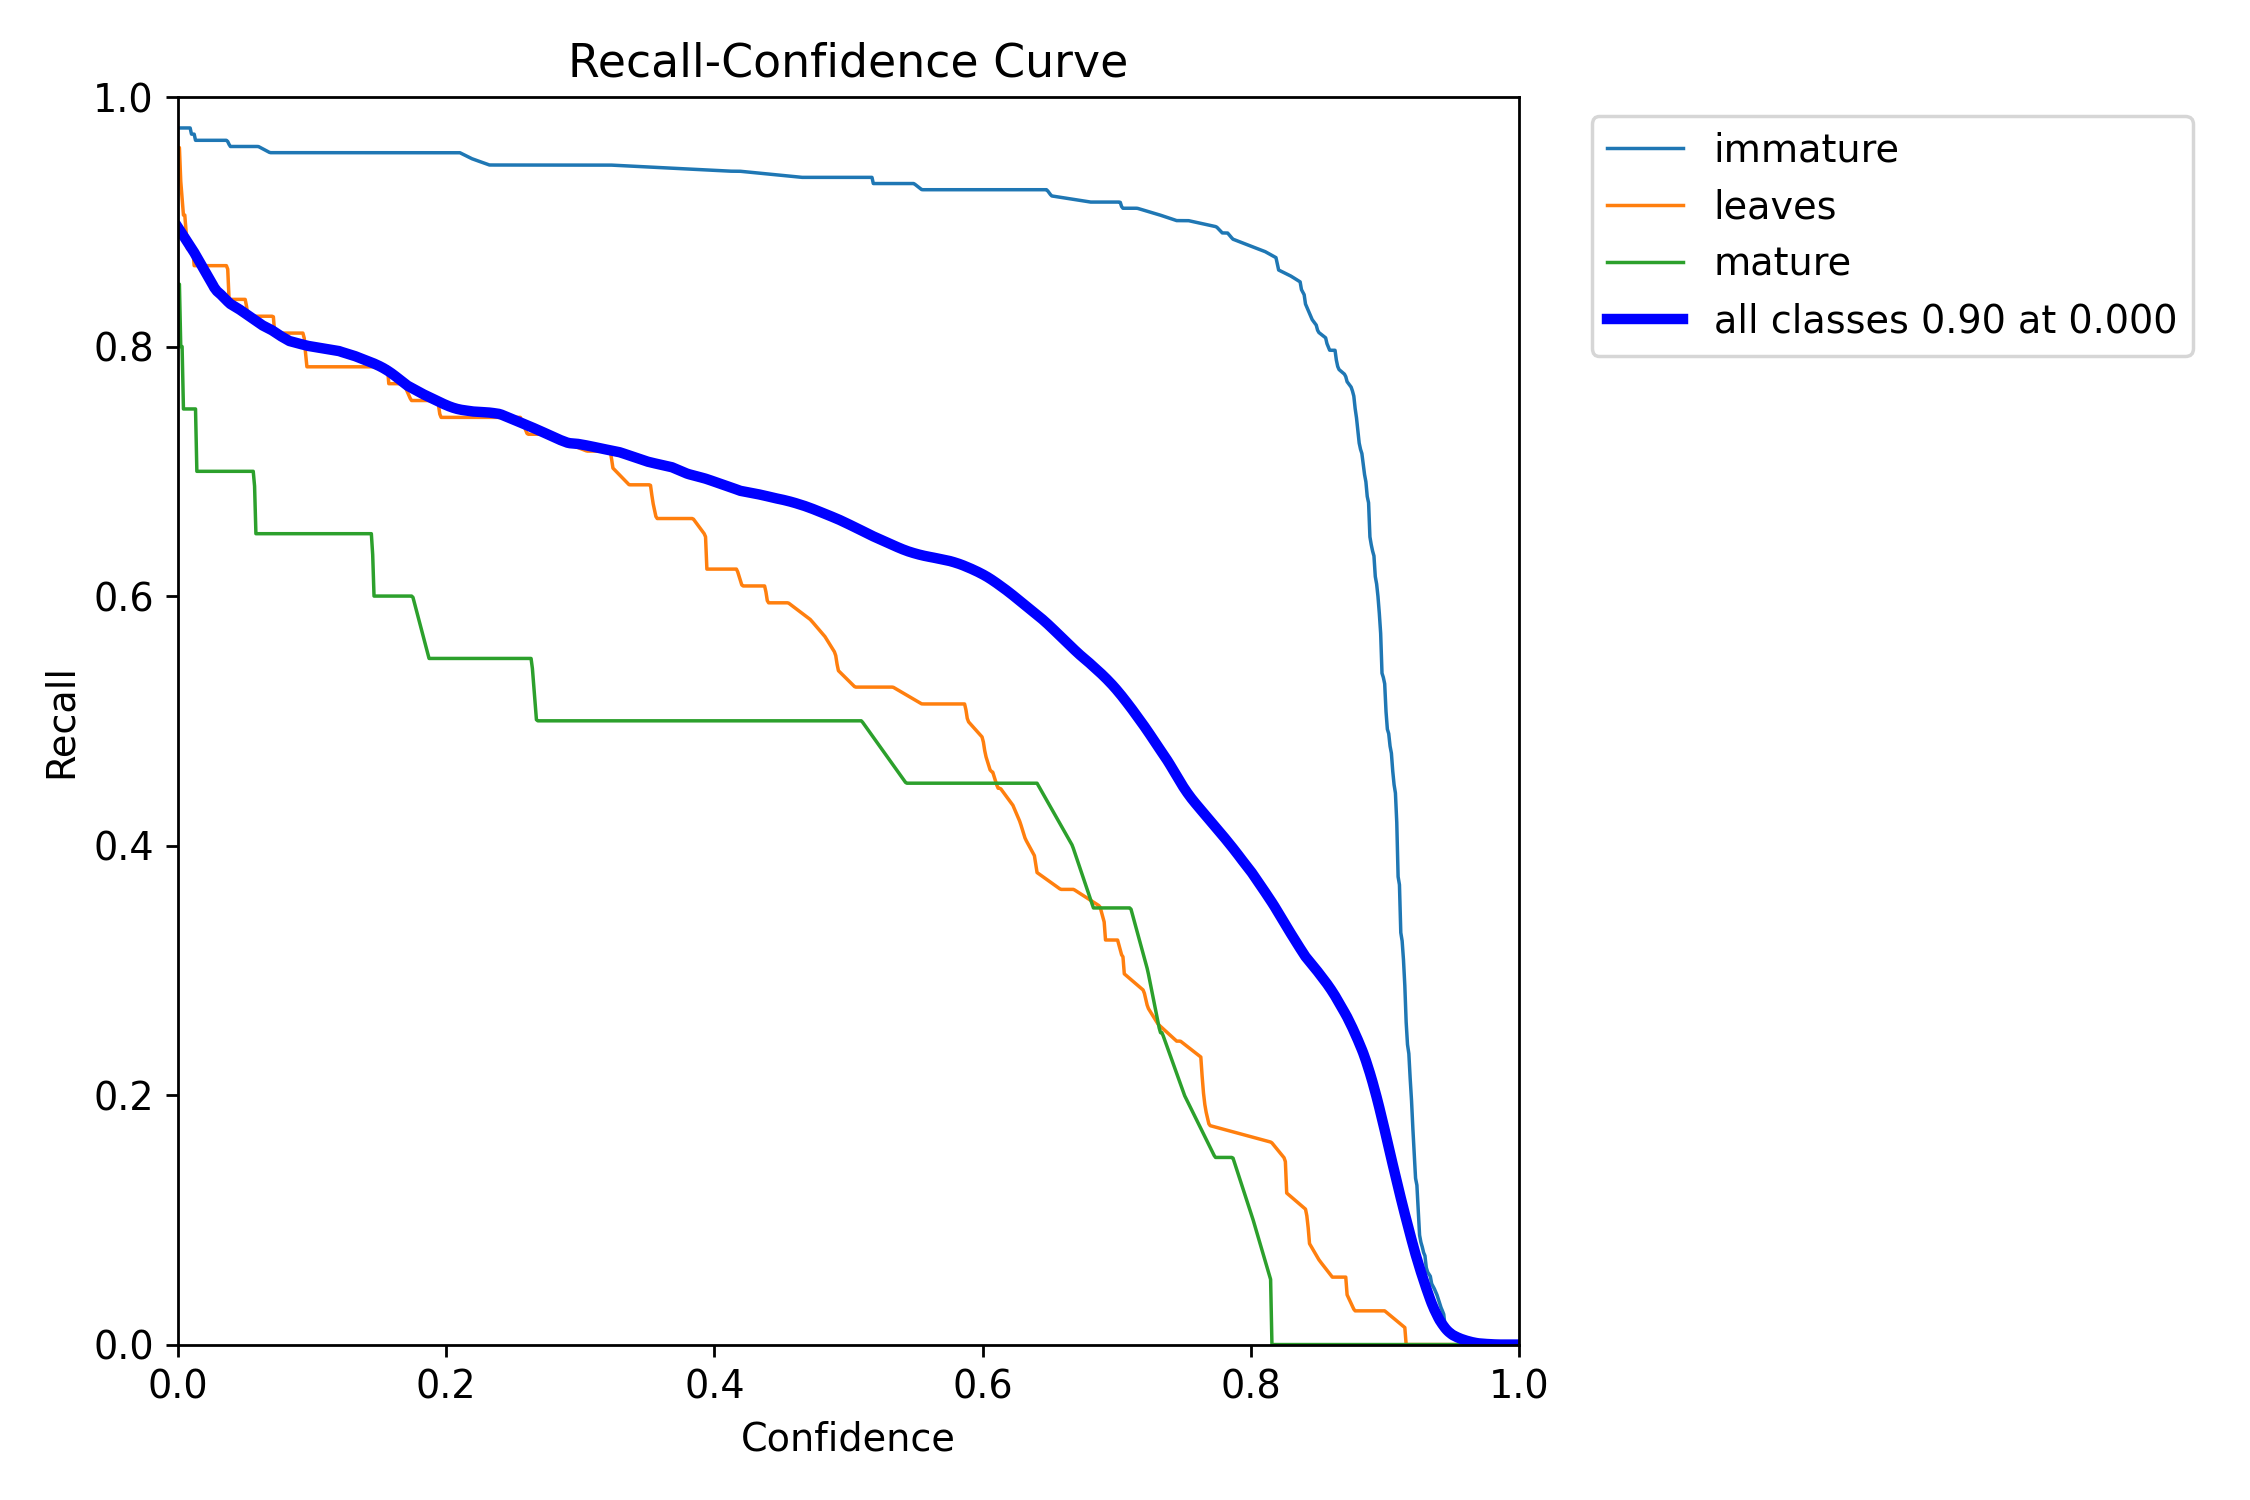 Recall-Confidence Curve
1.0
0.8
0.6
0.4
0.2
0.0
Recall
0.0 0.2 0.4 0.6 0.8 1.0
Confidence
immature
leaves
mature
all classes 0.90 at 0.000